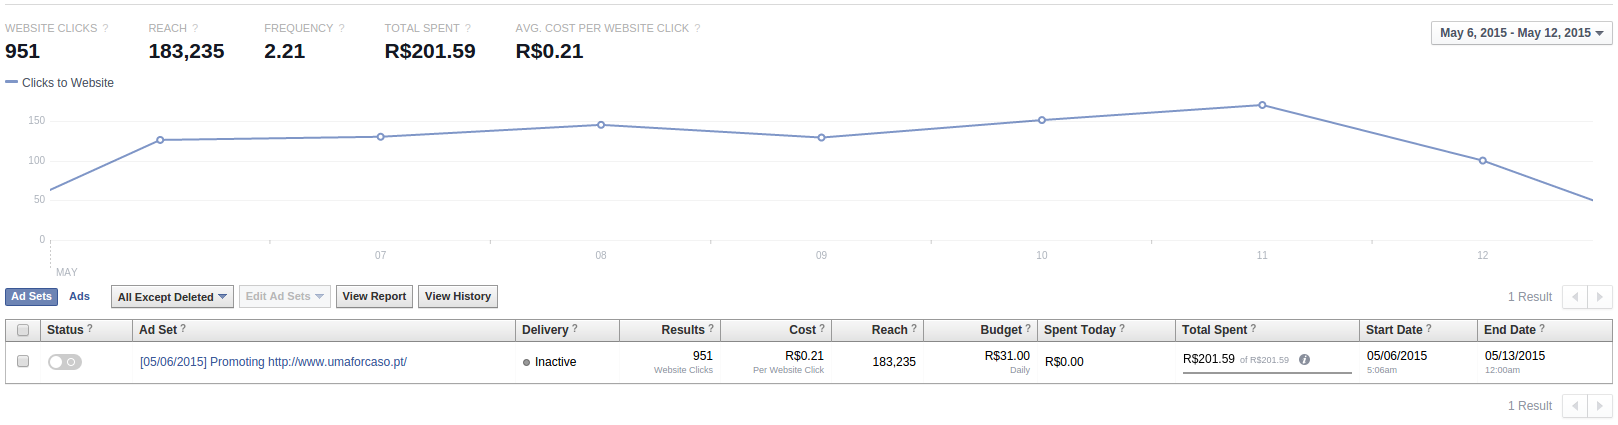 WEBSITE CLICKS ? REACH ? FREQUENCY ? TOTAL SPENT ? AVG. COST PER WEBSITE CLICK ?
951 183,235 2.21 R$201.59 R$0.21
May 6, 2015 - May 12, 2015
Clicks to Website
150
100
50
0
07 08 09 10 11 12
MAY
Ad Sets Ads All Except Deleted Edit Ad Sets View Report View History 1 Result
Status ? Ad Set ? Delivery ? Results ? Cost ? Reach ? Budget ? Spent Today ? Total Spent ? Start Date ? End Date ?
[05/06/2015] Promoting http://www.umaforcaso.pt/ Inactive 951 R$0.21 183,235 R$31.00 R$0.00 R$201.59 of R$201.59 i 05/06/2015 05/13/2015
Website Clicks Per Website Click Daily 5:06am 12:00am
1 Result